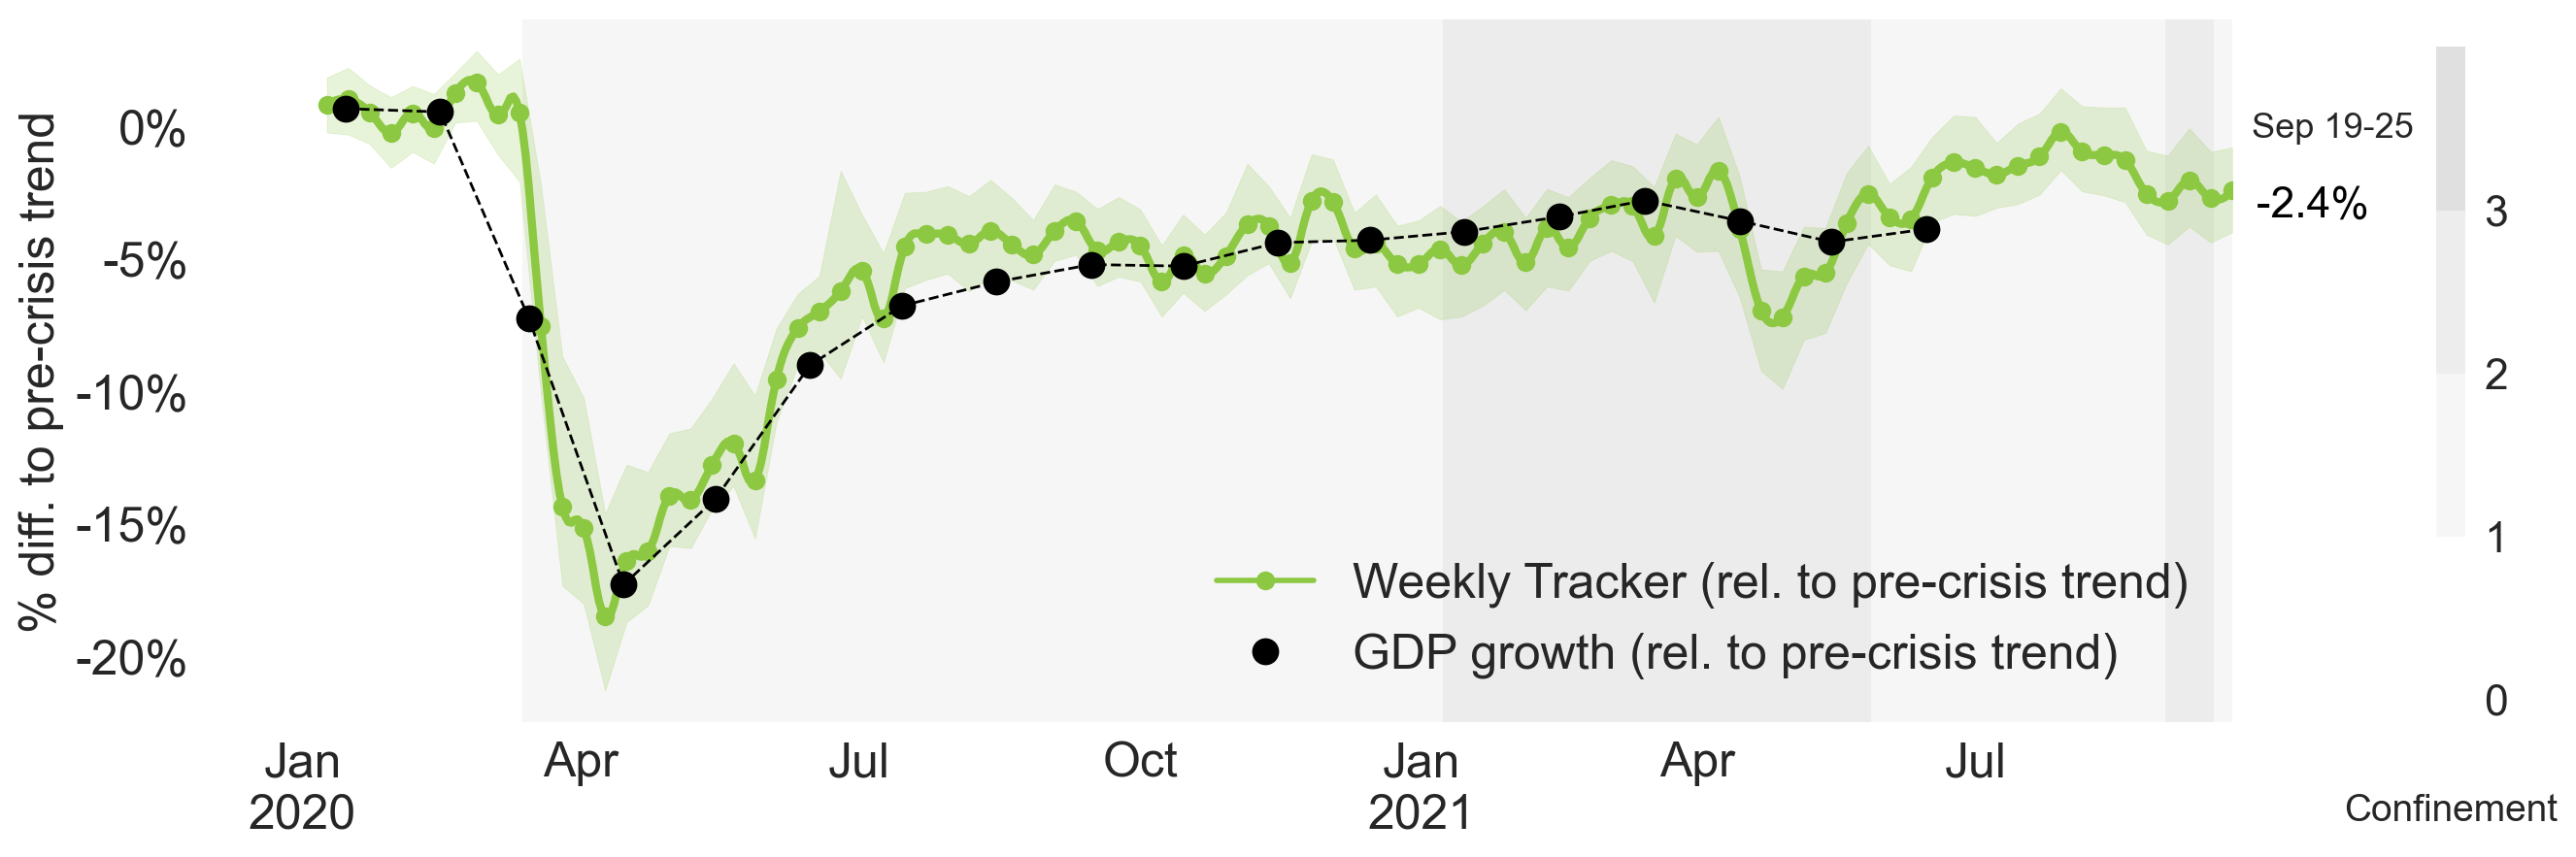 % diff. to pre-crisis trend
0%
-5%
-10%
-15%
-20%
Jan
2020
Apr
Jul
Oct
Jan
2021
Apr
Jul
Weekly Tracker (rel. to pre-crisis trend)
GDP growth (rel. to pre-crisis trend)
Sep 19-25
-2.4%
3
2
1
0
Confinement